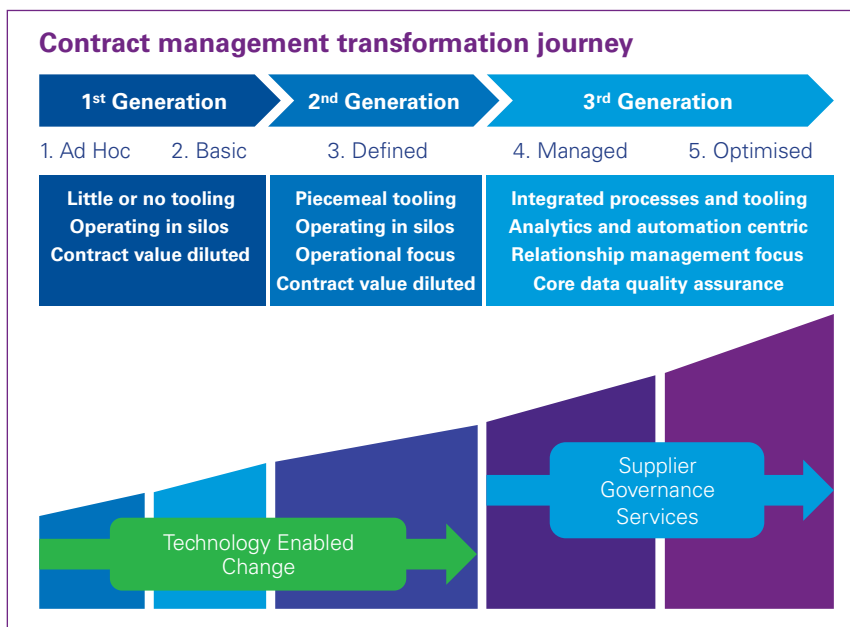 Contract management transformation journey
1st Generation
2nd Generation
3rd Generation
1. Ad Hoc
2. Basic
3. Defined
4. Managed
5. Optimised
Little or no tooling
Operating in silos
Contract value diluted
Piecemeal tooling
Operating in silos
Operational focus
Contract value diluted
Integrated processes and tooling
Analytics and automation centric
Relationship management focus
Core data quality assurance
Supplier
Governance
Services
Technology Enabled
Change